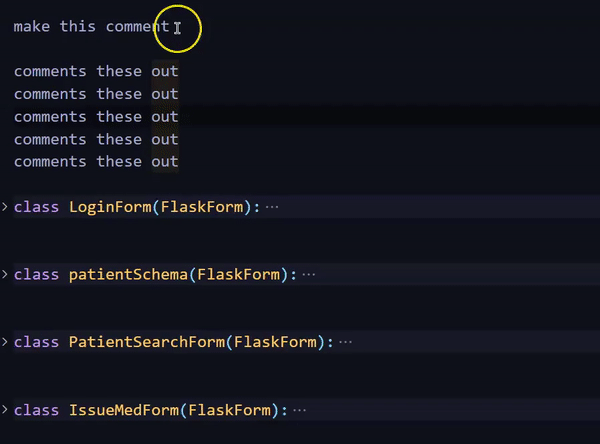 make this comment
comments these out
comments these out
comments these out
comments these out
comments these out
class LoginForm(FlaskForm):···
class patientSchema(FlaskForm):···
class PatientSearchForm(FlaskForm):···
class IssueMedForm(FlaskForm):···